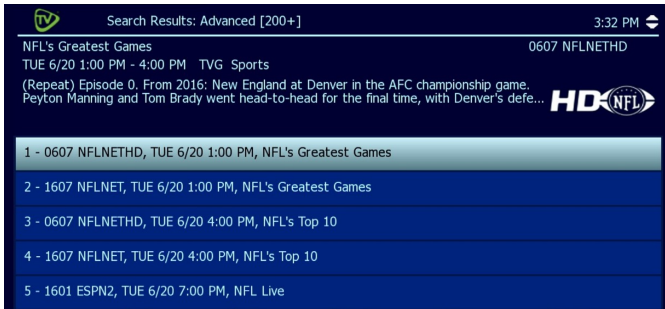 TV
Search Results: Advanced [200+]
3:32 PM
NFL's Greatest Games
0607 NFLNETHD
TUE 6/20 1:00 PM - 4:00 PM TVG Sports
(Repeat) Episode 0. From 2016: New England at Denver in the AFC championship game.
Peyton Manning and Tom Brady went head-to-head for the final time, with Denver's defe...
HD NFL
1 - 0607 NFLNETHD, TUE 6/20 1:00 PM, NFL's Greatest Games
2 - 1607 NFLNET, TUE 6/20 1:00 PM, NFL's Greatest Games
3 - 0607 NFLNETHD, TUE 6/20 4:00 PM, NFL's Top 10
4 - 1607 NFLNET, TUE 6/20 4:00 PM, NFL's Top 10
5 - 1601 ESPN2, TUE 6/20 7:00 PM, NFL Live